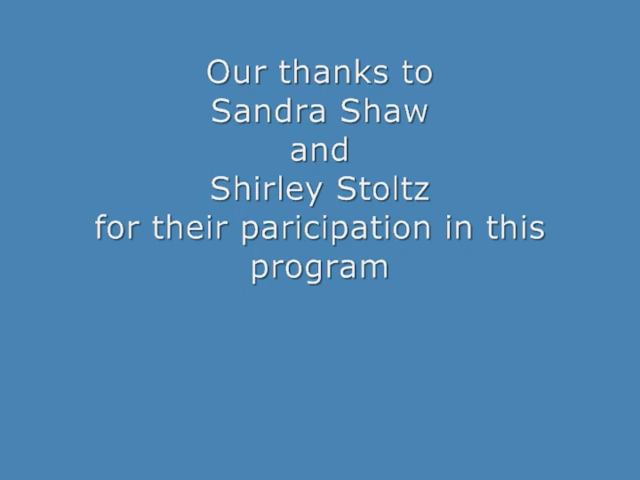 Our thanks to
Sandra Shaw
and
Shirley Stoltz
for their paricipation in this
program